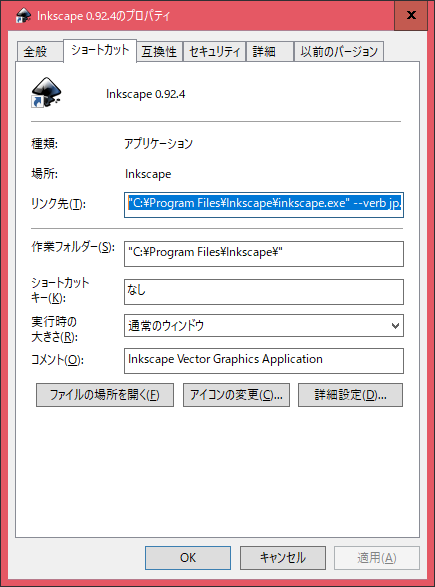 Inkscape 0.92.4のプロパティ
全般 ショートカット 互換性 セキュリティ 詳細 以前のバージョン
Inkscape 0.92.4
種類: アプリケーション
場所: Inkscape
リンク先(T): "C:¥Program Files¥Inkscape¥inkscape.exe" --verb jp.
作業フォルダー(S): "C:¥Program Files¥Inkscape¥"
ショートカット
キー(K): なし
実行時の
大きさ(R): 通常のウィンドウ
コメント(O): Inkscape Vector Graphics Application
ファイルの場所を開く(F) アイコンの変更(C)... 詳細設定(D)...
OK キャンセル 適用(A)